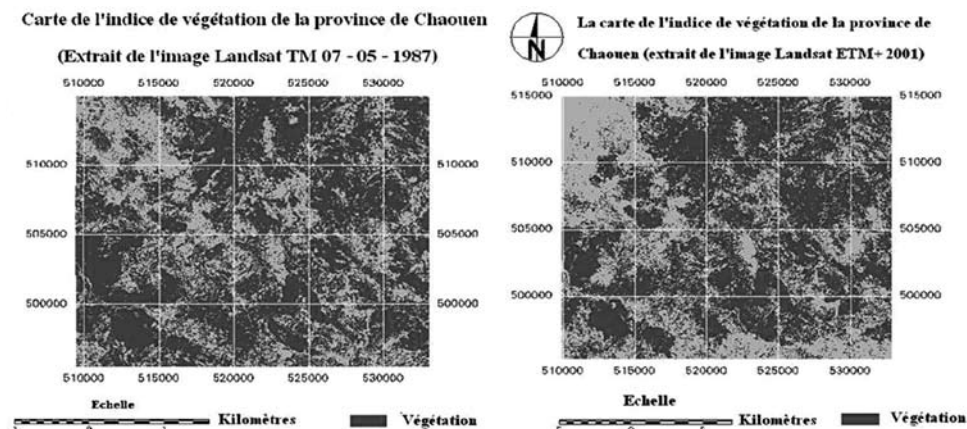 Carte de l'indice de végétation de la province de Chaouen
(Extrait de l'image Landsat TM 07 - 05 - 1987)
510000 515000 520000 525000 530000
510000 510000
505000 505000
500000 500000
510000 515000 520000 525000 530000
Echelle
Kilomètres Végétation
N
La carte de l'indice de végétation de la province de
Chaouen (extrait de l'image Landsat ETM+ 2001)
510000 515000 520000 525000 530000
515000 515000
510000 510000
505000 505000
500000 500000
510000 515000 520000 525000 530000
Echelle
Kilomètres Végétation